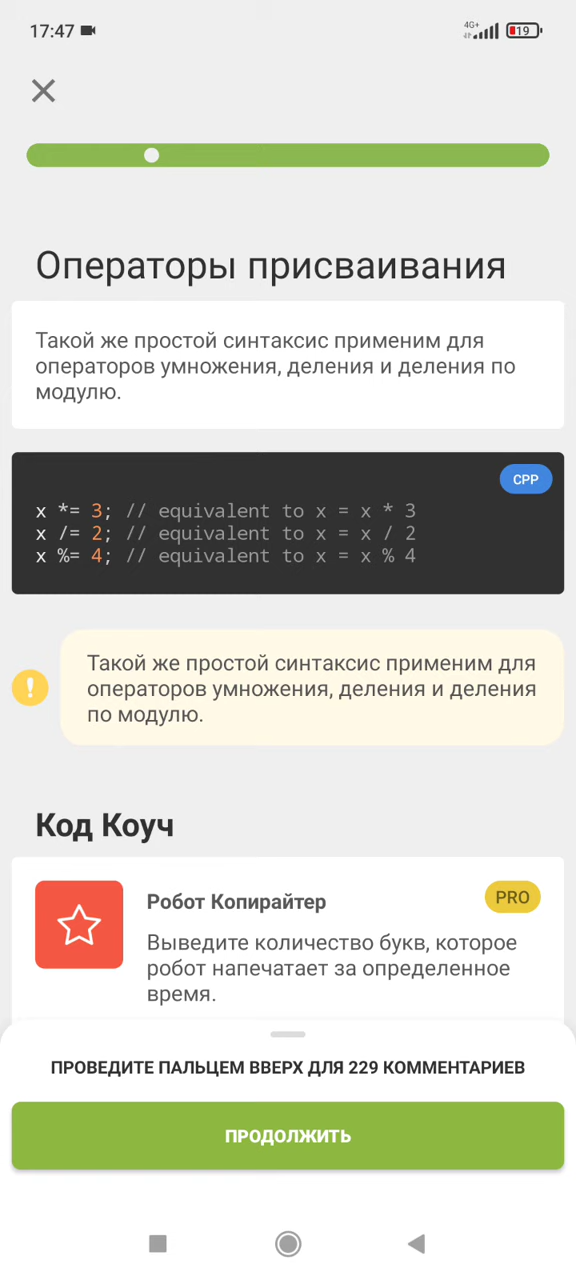 17:47
4G+
19
Операторы присваивания
Такой же простой синтаксис применим для
операторов умножения, деления и деления по
модулю.
CPP
x *= 3; // equivalent to x = x * 3
x /= 2; // equivalent to x = x / 2
x %= 4; // equivalent to x = x % 4
Такой же простой синтаксис применим для
операторов умножения, деления и деления
по модулю.
Код Коуч
Робот Копирайтер
PRO
Выведите количество букв, которое
робот напечатает за определенное
время.
ПРОВЕДИТЕ ПАЛЬЦЕМ ВВЕРХ ДЛЯ 229 КОММЕНТАРИЕВ
ПРОДОЛЖИТЬ